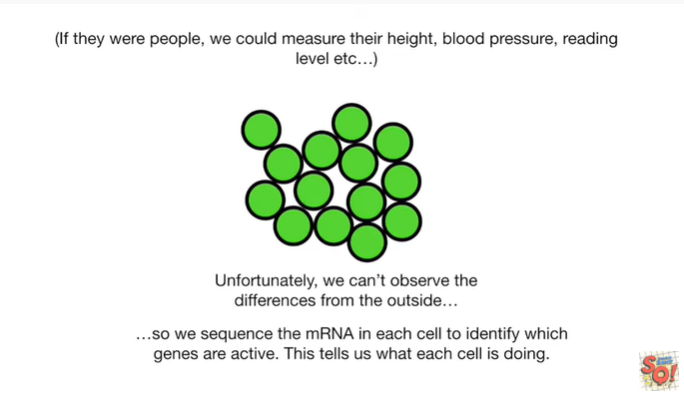 (If they were people, we could measure their height, blood pressure, reading
level etc…)
Unfortunately, we can’t observe the
differences from the outside…
…so we sequence the mRNA in each cell to identify which
genes are active. This tells us what each cell is doing.
SQ!